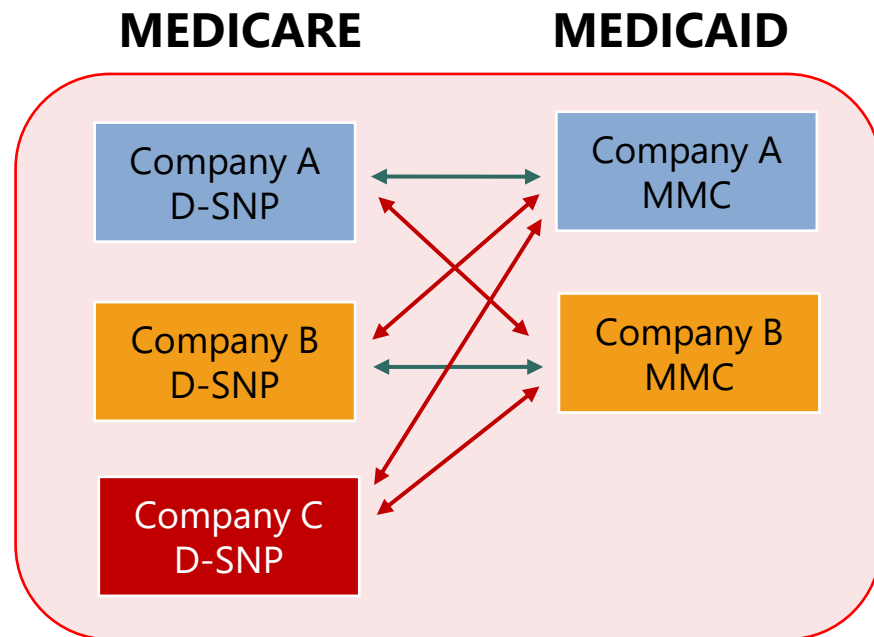 MEDICARE
MEDICAID
Company A
D-SNP
Company A
MMC
Company B
D-SNP
Company B
MMC
Company C
D-SNP